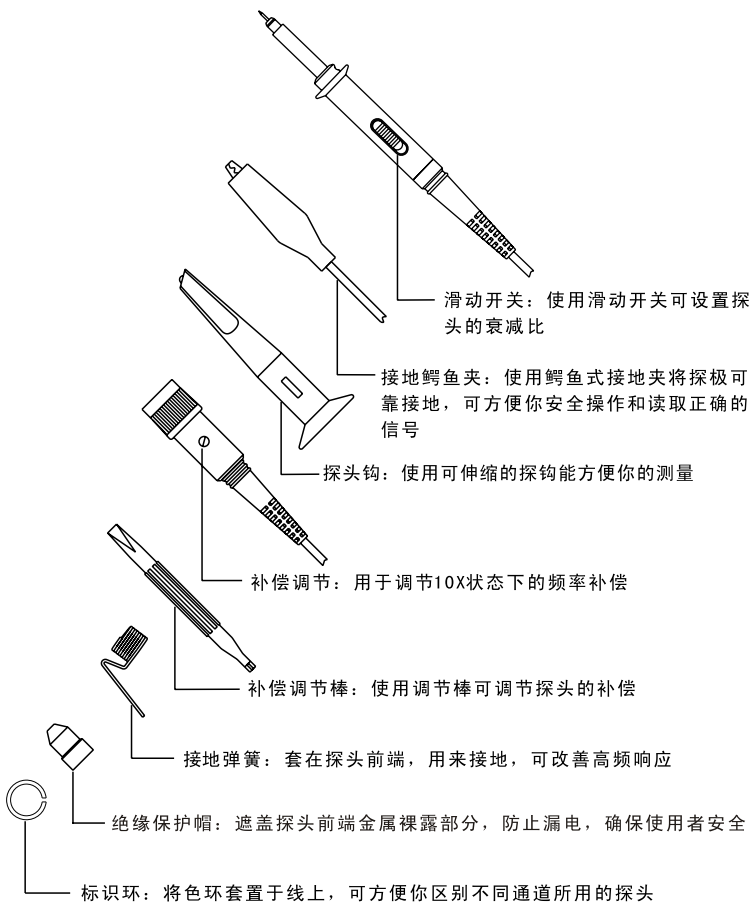 滑动开关：使用滑动开关可设置探
头的衰减比
接地鳄鱼夹：使用鳄鱼式接地夹将探极可
靠接地，可方便你安全操作和读取正确的
信号
探头钩：使用可伸缩的探钩能方便你的测量
补偿调节：用于调节10X状态下的频率补偿
补偿调节棒：使用调节棒可调节探头的补偿
接地弹簧：套在探头前端，用来接地，可改善高频响应
绝缘保护帽：遮盖探头前端金属裸露部分，防止漏电，确保使用者安全
标识环：将色环套置于线上，可方便你区别不同通道所用的探头